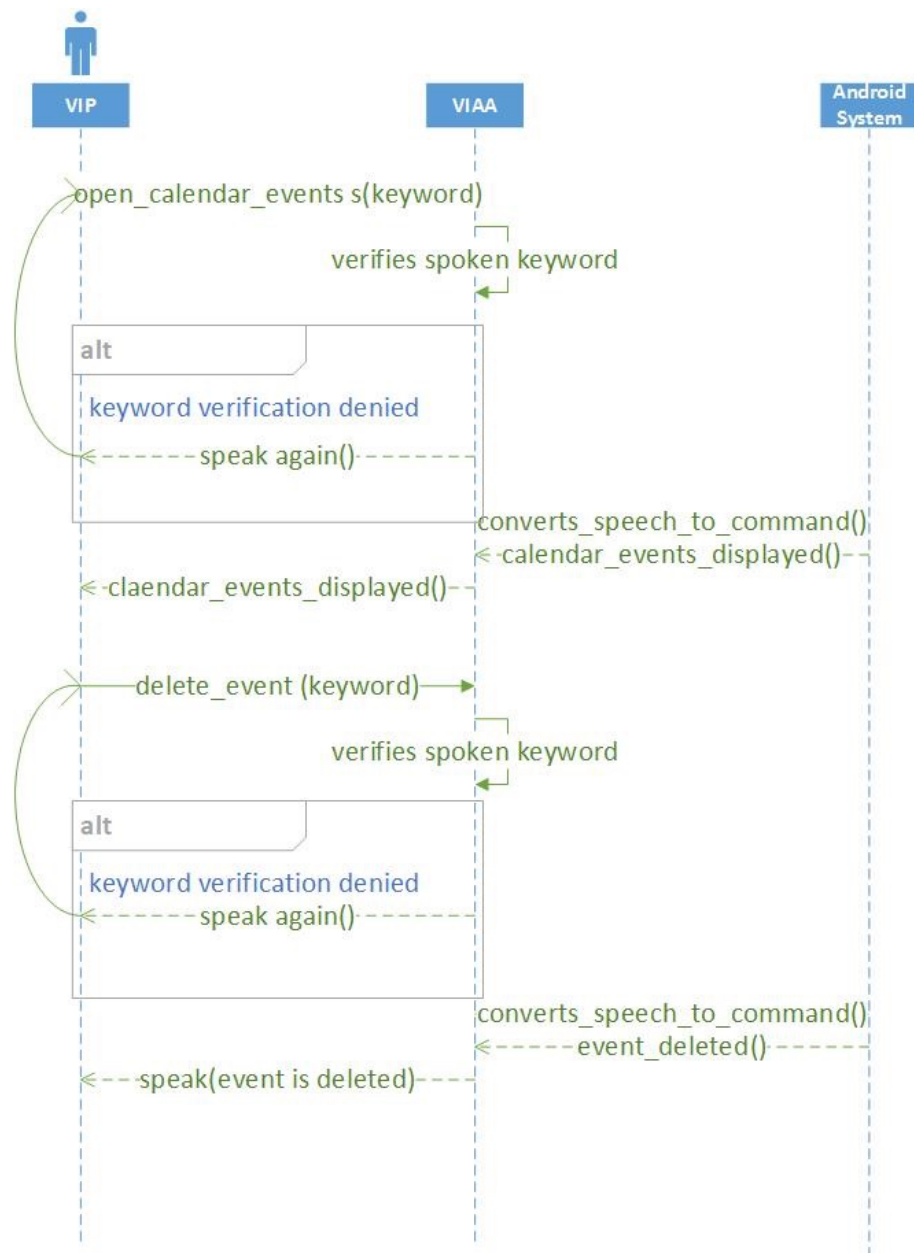 VIP
VIAA
Android
System
open_calendar_events s(keyword)
verifies spoken keyword
alt
keyword verification denied
speak again()
converts_speech_to_command()
calendar_events_displayed()
claendar_events_displayed()
delete_event (keyword)
verifies spoken keyword
alt
keyword verification denied
speak again()
converts_speech_to_command()
event_deleted()
speak(event is deleted)